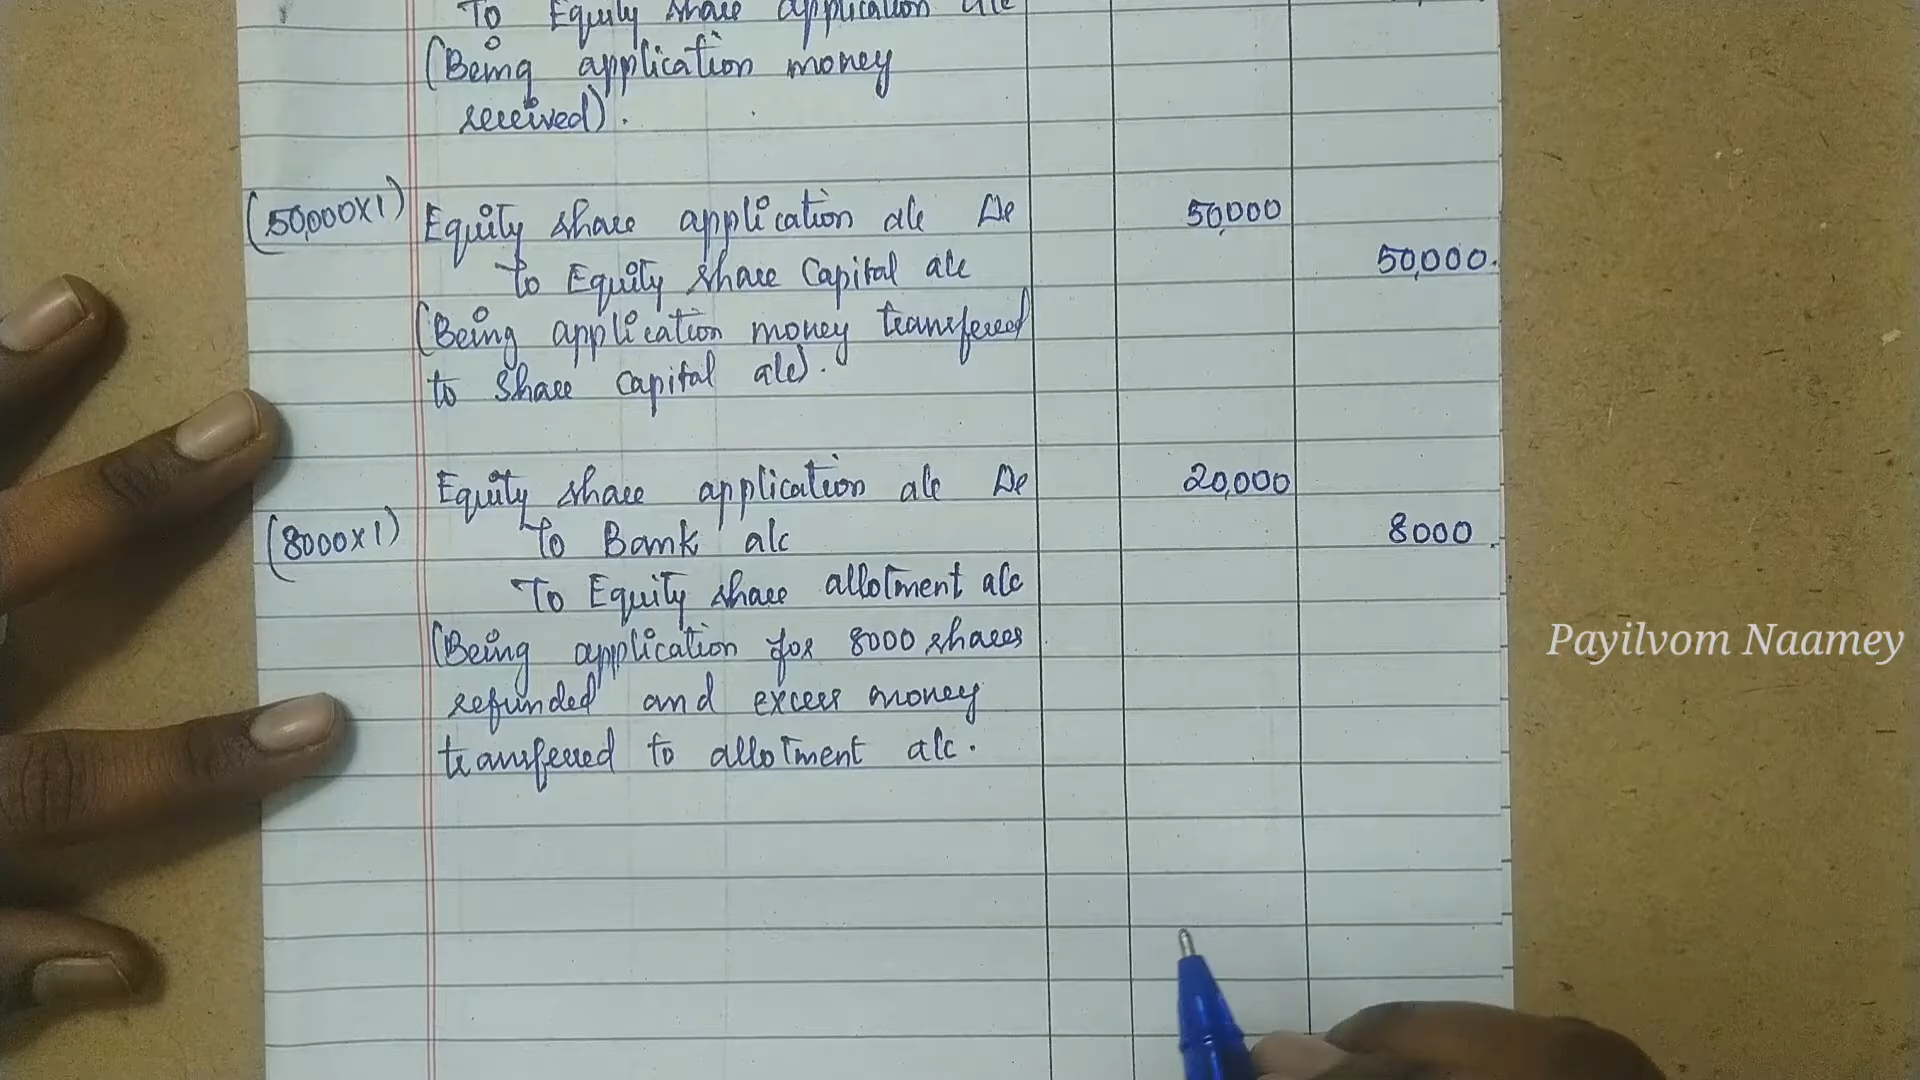 To Equity share application a/c
(Being application money
received).
(50,000×1) Equity share application a/c Dr 50,000
To Equity share Capital a/c 50,000.
(Being application money transferred
to Share capital a/c).
Equity share application a/c Dr 20,000
(8000×1) To Bank a/c 8000
To Equity share allotment a/c
(Being application for 8000 shares
refunded and excess money
transferred to allotment a/c.
Payilvom Naamey